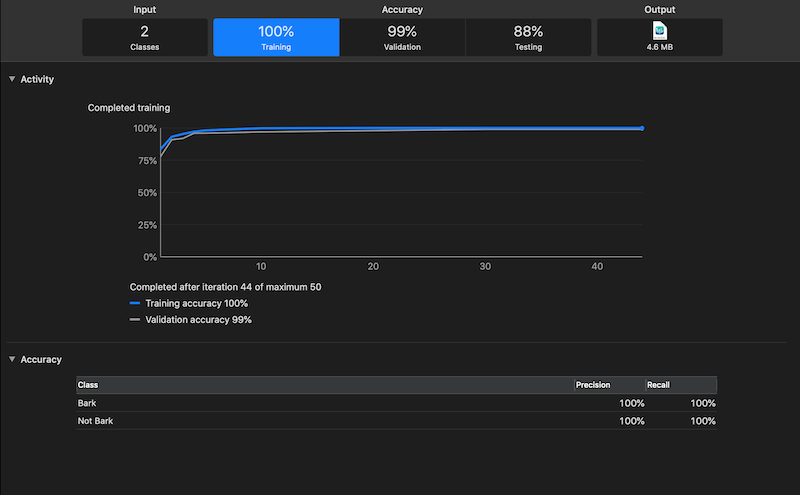 Input Accuracy Output
2 100% 99% 88%
Classes Training Validation Testing 4.6 MB
Activity
Completed training
100%
75%
50%
25%
0%
10 20 30 40
Completed after iteration 44 of maximum 50
Training accuracy 100%
Validation accuracy 99%
Accuracy
Class Precision Recall
Bark 100% 100%
Not Bark 100% 100%